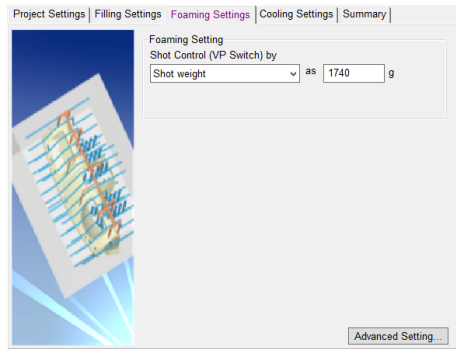 Project Settings Filling Settings Foaming Settings Cooling Settings Summary
Foaming Setting
Shot Control (VP Switch) by
Shot weight as 1740 g
Advanced Setting...